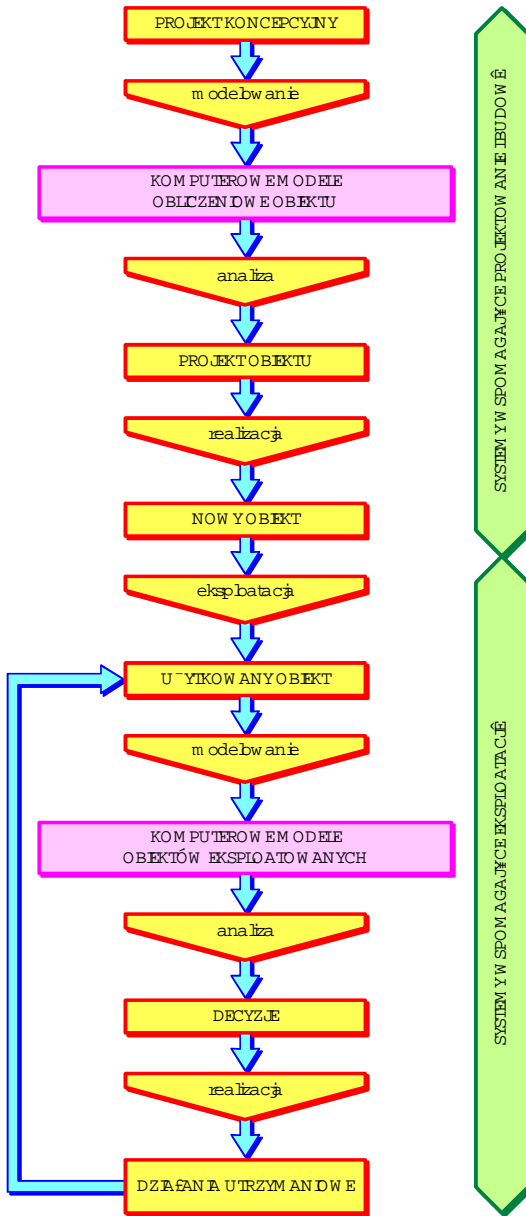 PROJEKT KONCEPCYJNY
modelowanie
KOMPUTEROWE MODELE
OBLICZENIOWE OBIEKTU
analiza
PROJEKT OBIEKTU
realizacja
NOWY OBIEKT
eksploatacja
U¯YTKOWANY OBIEKT
modelowanie
KOMPUTEROWE MODELE
OBIEKTÓW EKSPLOATOWANYCH
analiza
DECYZJE
realizacja
DZIA£ANIA UTRZYMANIOWE
SYSTEMY WSPOMAGAJ¥CE PROJEKTOWANIE I BUDOWÊ
SYSTEMY WSPOMAGAJ¥CE EKSPLOATACJÊ